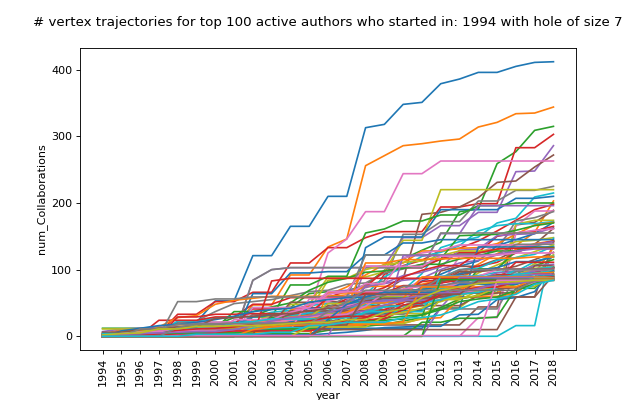 # vertex trajectories for top 100 active authors who started in: 1994 with hole of size 7
400
300
200
100
0
num_Collaborations
1994 1995 1996 1997 1998 1999 2000 2001 2002 2003 2004 2005 2006 2007 2008 2009 2010 2011 2012 2013 2014 2015 2016 2017 2018
year